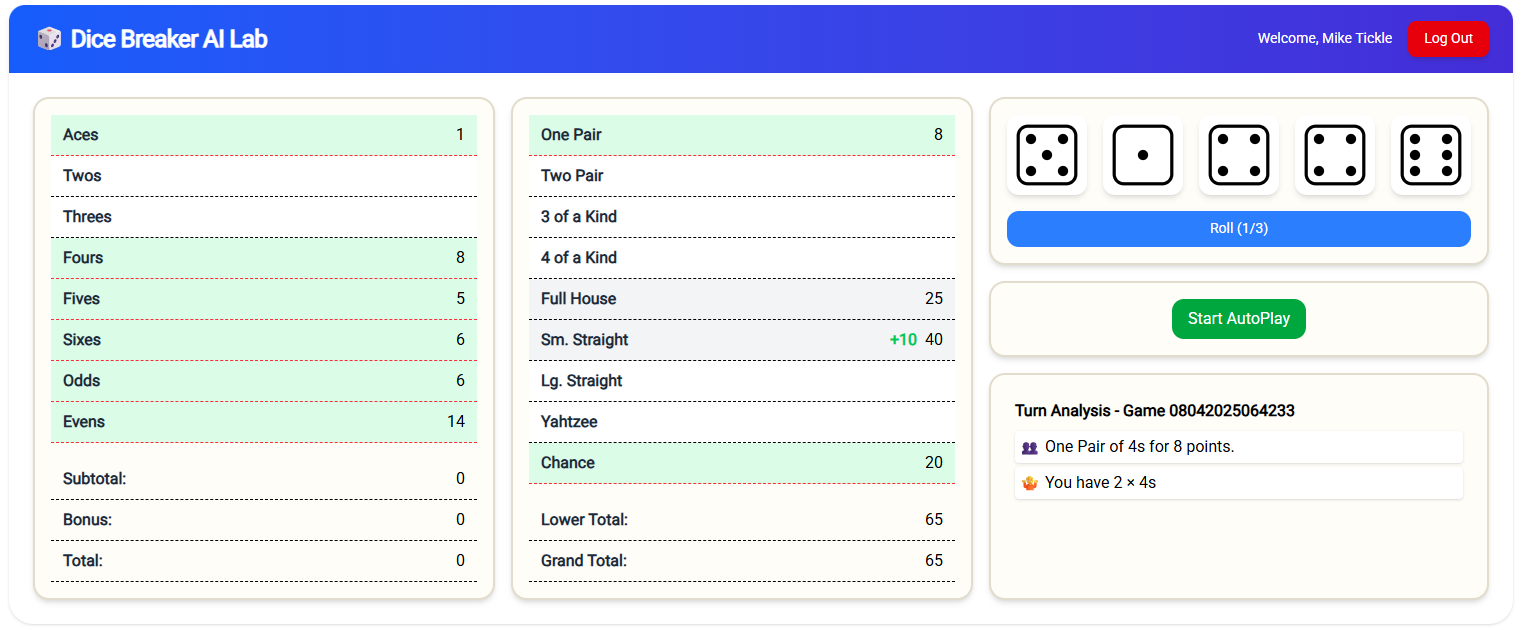 Dice Breaker AI Lab
Welcome, Mike Tickle
Log Out
Aces 1
Twos
Threes
Fours 8
Fives 5
Sixes 6
Odds 6
Evens 14
Subtotal: 0
Bonus: 0
Total: 0
One Pair 8
Two Pair
3 of a Kind
4 of a Kind
Full House 25
Sm. Straight +10 40
Lg. Straight
Yahtzee
Chance 20
Lower Total: 65
Grand Total: 65
Roll (1/3)
Start AutoPlay
Turn Analysis - Game 08042025064233
One Pair of 4s for 8 points.
You have 2 × 4s